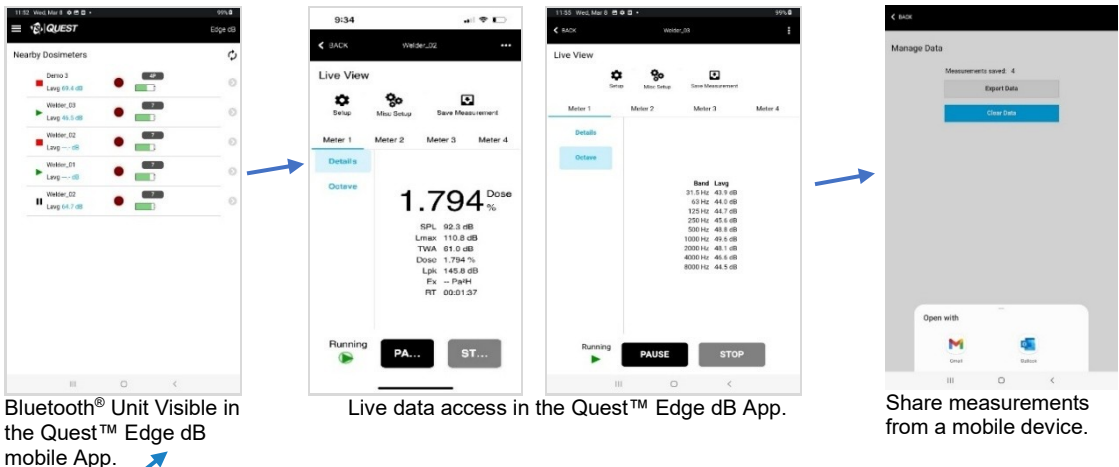 11:52 Wed, Mar 8
99%
QUEST
Edge dB
Nearby Dosimeters
Demo 3
Lavg 69.4 dB
Welder_03
Lavg 46.0 dB
?
Welder_02
Lavg --.- dB
?
Welder_01
Lavg --.- dB
?
Welder_02
Lavg 64.7 dB
?
9:34
BACK
Welder_02
Live View
Setup
Misc Setup
Save Measurement
Meter 1 Meter 2 Meter 3 Meter 4
Details
Octave
1.794 Dose %
SPL 92.3 dB
Lmax 110.8 dB
TWA 61.0 dB
Dose 1.794 %
Lpk 145.8 dB
Ex -- Pa²H
RT 00:01:37
Running
PA...
ST...
11:53 Wed, Mar 8
99%
BACK
Welder_03
Live View
Setup
Misc Setup
Save Measurement
Meter 1 Meter 2 Meter 3 Meter 4
Details
Octave
Band Lavg
31.5 Hz 43.9 dB
63 Hz 44.0 dB
125 Hz 44.7 dB
250 Hz 45.6 dB
500 Hz 48.8 dB
1000 Hz 49.6 dB
2000 Hz 48.1 dB
4000 Hz 46.6 dB
8000 Hz 44.5 dB
Running
PAUSE
STOP
BACK
Manage Data
Measurements saved: 4
Export Data
Clear Data
Open with
Gmail
Outlook
Bluetooth® Unit Visible in
the Quest™ Edge dB
mobile App.
Live data access in the Quest™ Edge dB App.
Share measurements
from a mobile device.